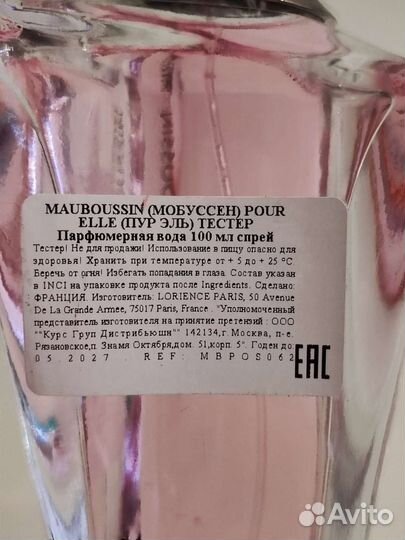 MAUBOUSSIN (МОБУССЕН) POUR
ELLE (ПУР ЭЛЬ) ТЕСТЕР
Парфюмерная вода 100 мл спрей
Тестер! Не для продажи! Использование в пищу опасно для
здоровья! Хранить при температуре от + 5 до + 25 °C.
Беречь от огня! Избегать попадания в глаза. Состав указан
в INCI на упаковке продукта после Ingredients. Сделано:
ФРАНЦИЯ. Изготовитель: LORIENCE PARIS, 50 Avenue
De La Grande Armee, 75017 Paris, France . "Уполномоченный
представитель изготовителя на принятие претензий : ООО
""Курс Груп Дистрибьюшн"" 142134,г. Москва, п-е.
Рязановское,п. Знамя Октября,дом. 51,корп. 5". Годен до:
05.2027. REF: MBPOS062
EAC
Avito